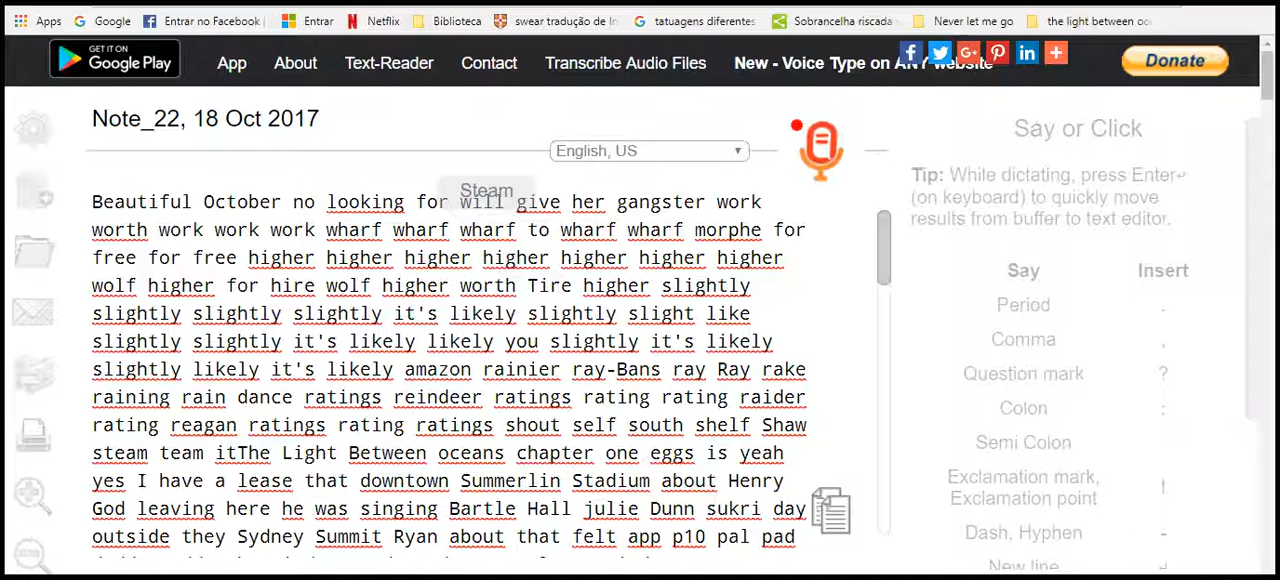 Apps Google Entrar no Facebook | Entrar Netflix Biblioteca swear tradução de In tatuagens diferentes Sobrancelha riscada Never let me go the light between oc
GET IT ON
Google Play
App About Text-Reader Contact Transcribe Audio Files New - Voice Type on ANY website
Donate
Note_22, 18 Oct 2017
English, US
Steam
Beautiful October no looking for will give her gangster work
worth work work work wharf wharf wharf to wharf wharf morphe for
free for free higher higher higher higher higher higher higher
wolf higher for hire wolf higher worth Tire higher slightly
slightly slightly slightly it's likely slightly slight like
slightly slightly it's likely likely you slightly it's likely
slightly likely it's likely amazon rainier ray-Bans ray Ray rake
raining rain dance ratings reindeer ratings rating rating raider
rating reagan ratings rating ratings shout self south shelf Shaw
steam team itThe Light Between oceans chapter one eggs is yeah
yes I have a lease that downtown Summerlin Stadium about Henry
God leaving here he was singing Bartle Hall julie Dunn sukri day
outside they Sydney Summit Ryan about that felt app p10 pal pad
Say or Click
Tip: While dictating, press Enter↵
(on keyboard) to quickly move
results from buffer to text editor.
Say Insert
Period .
Comma ,
Question mark ?
Colon :
Semi Colon
Exclamation mark,
Exclamation point !
Dash, Hyphen -
New line